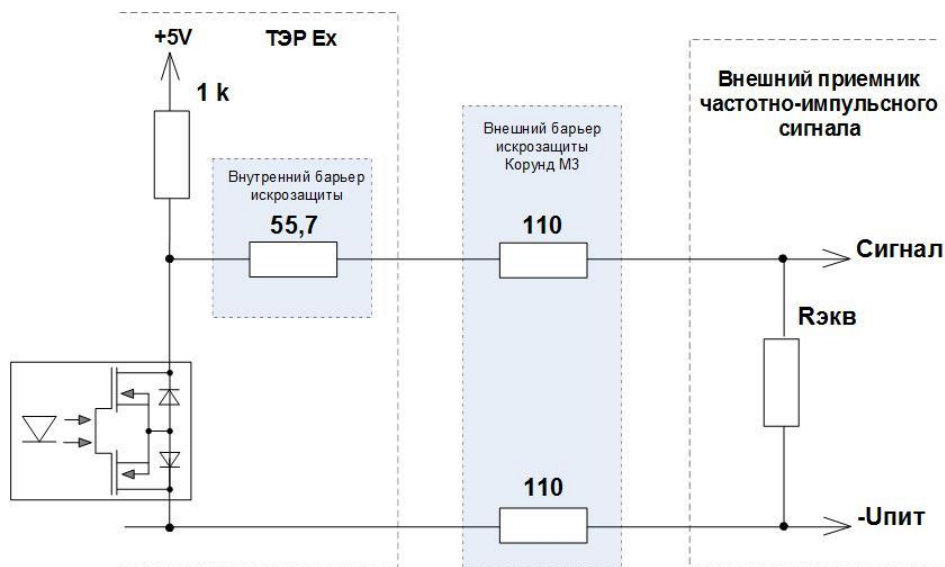 +5V
ТЭР Ex
1 k
Внутренний барьер
искрозащиты
55,7
Внешний барьер
искрозащиты
Корунд М3
110
Внешний приемник
частотно-импульсного
сигнала
Сигнал
Rэкв
110
-Uпит